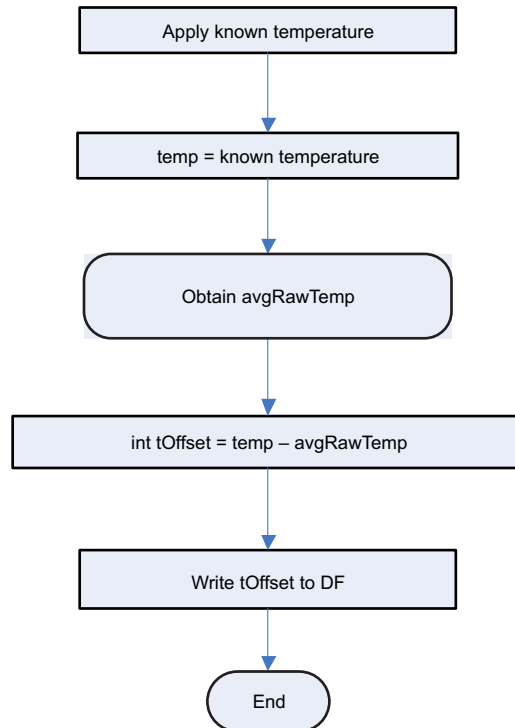 Apply known temperature
temp = known temperature
Obtain avgRawTemp
int tOffset = temp – avgRawTemp
Write tOffset to DF
End